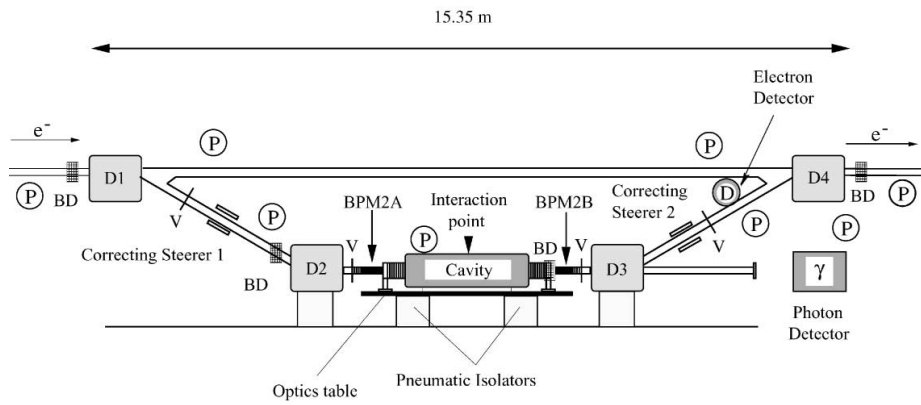 15.35 m
Electron
Detector
e-
e-
P
P
D1
D4
P
BD
BD
P
V
P
BPM2A
Interaction
point
BPM2B
Correcting
Steerer 2
D
P
V
P
Correcting Steerer 1
BD
D2
V
P
Cavity
BD
V
D3
γ
Photon
Detector
Optics table
Pneumatic Isolators